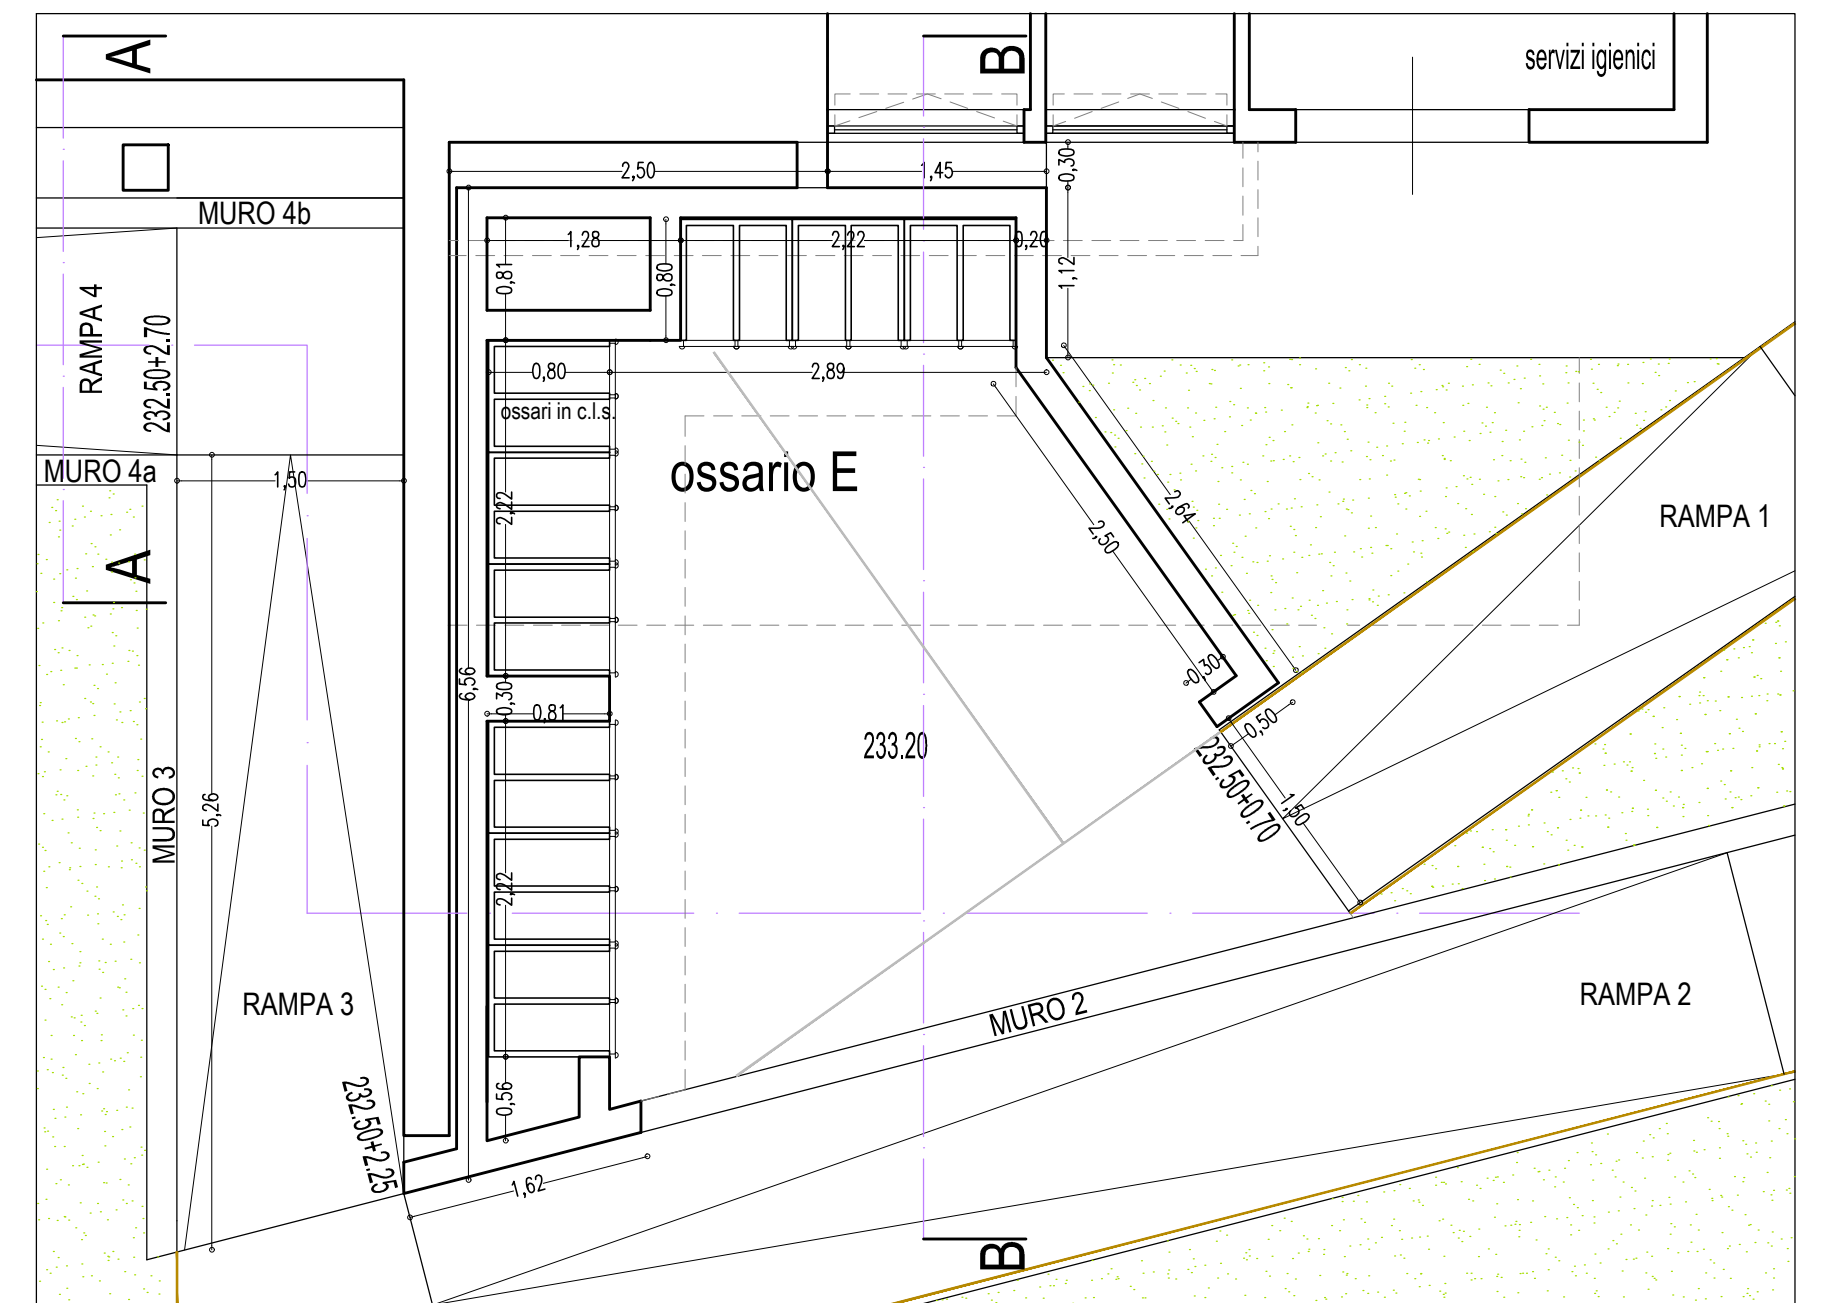 A
B
servizi igienici
2,50
1,45
0,30
MURO 4b
1,28
2,22
0,20
0,81
0,80
1,12
RAMPA 4
232.50+2.70
0,80
2,89
ossari in c.l.s.
MURO 4a
1,50
ossario E
2,22
2,50
2,64
RAMPA 1
A
6,56
0,30
0,81
0,30
0,50
233.20
232.50+0.70
1,50
MURO 3
5,26
2,22
RAMPA 3
MURO 2
RAMPA 2
0,56
232.50+2.25
1,62
B